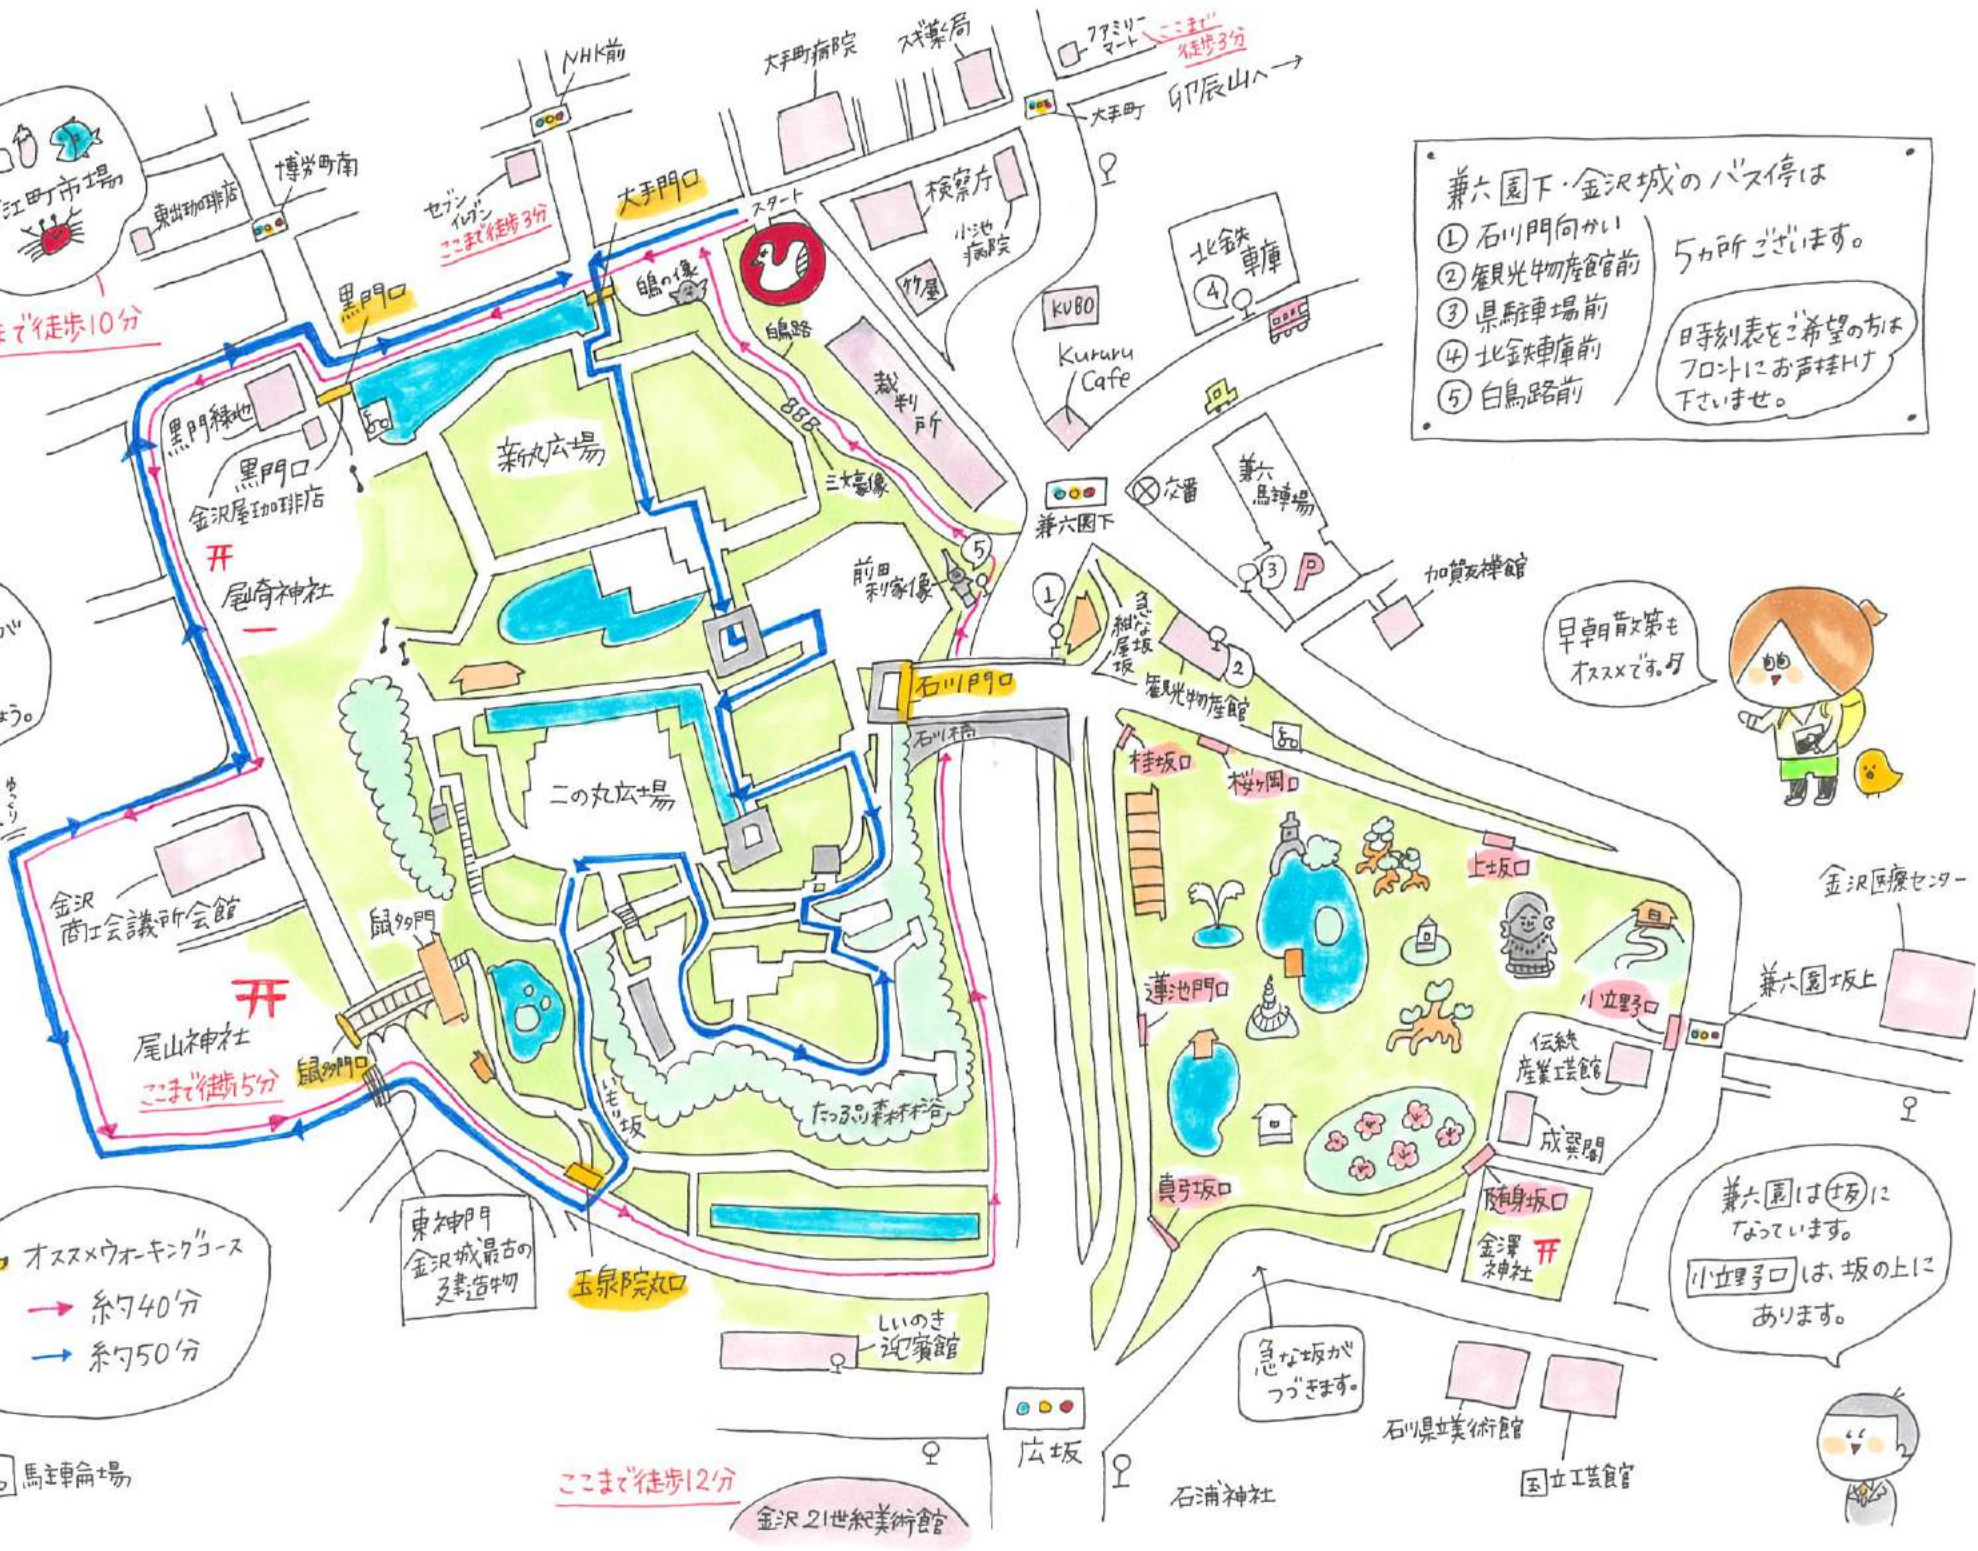 NHK前
大手町病院
スギ薬局
ファミリー
マート
ここまで
徒歩3分
卯辰山へ→
大手町
江町市場
東出珈琲店
博労町南
セブン
イレブン
ここまで徒歩3分
大手門口
スタート
検察庁
小池
病院
竹屋
北鉄
車庫
④
KUBO
Kururu
Cafe
兼六園下・金沢城のバス停は
①石川門向かい
②観光物産館前
③県駐車場前
④北鉄車庫前
⑤白鳥路前
5ヵ所ございます。
時刻表をご希望の方は
フロントにお声掛け
下さいませ。
まで徒歩10分
黒門口
白鳥の像
白鳥路
裁判所
黒門緑地
黒門口
金沢屋珈琲店
新丸広場
三文豪像
尾崎神社
前田
利家像
⑤
兼六園下
交番
兼六
駐車場
③
P
加賀友禅館
①
急な坂
紺屋坂
観光物産館
②
早朝散策も
オススメです。
石川門口
石川橋
桂坂口
桜ヶ岡口
上坂口
二の丸広場
ゆっくり
金沢
商工会議所会館
鼠多門
金沢医療センター
兼六園坂上
小立野口
蓮池門口
伝統
産業工芸館
成巽閣
尾山神社
ここまで徒歩5分
鼠多門口
いもり坂
たっぷり森林浴
真弓坂口
随身坂口
金澤
神社
兼六園は坂に
なっています。
小立野口は、坂の上に
あります。
東神門
金沢城最古の
建造物
玉泉院丸口
オススメウォーキングコース
→ 約40分
→ 約50分
しいのき
迎賓館
急な坂が
つづきます。
石川県立美術館
国立工芸館
広坂
石浦神社
駐輪場
ここまで徒歩12分
金沢21世紀美術館